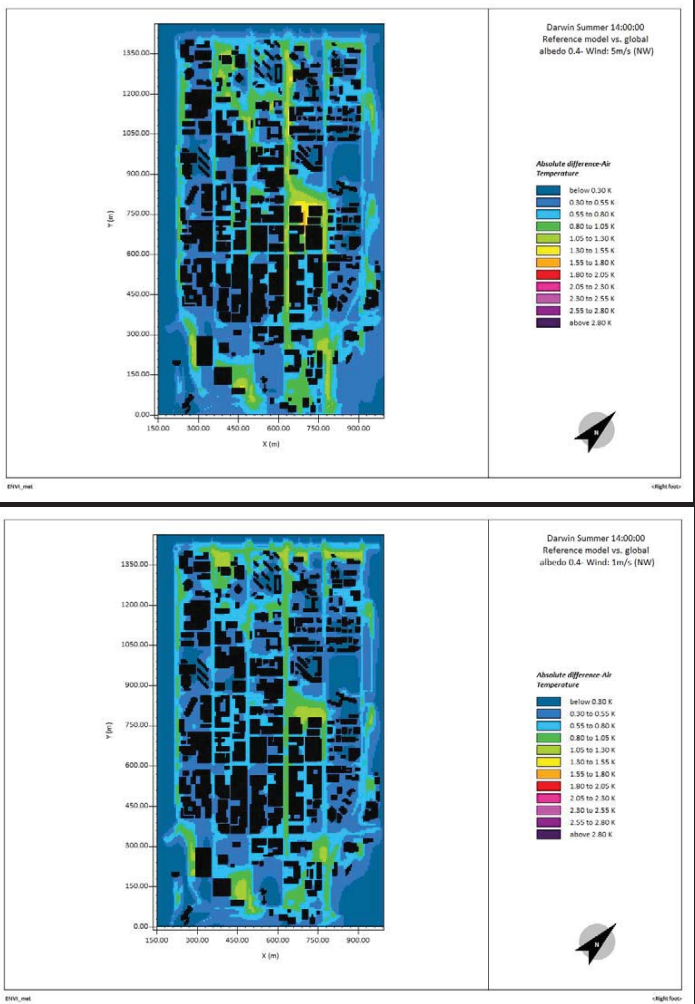 Darwin Summer 14:00:00
Reference model vs. global
albedo 0.4- Wind: 5m/s (NW)
Absolute difference-Air
Temperature
below 0.30 K
0.30 to 0.55 K
0.55 to 0.80 K
0.80 to 1.05 K
1.05 to 1.30 K
1.30 to 1.55 K
1.55 to 1.80 K
1.80 to 2.05 K
2.05 to 2.30 K
2.30 to 2.55 K
2.55 to 2.80 K
above 2.80 K
1350.00
1200.00
1050.00
900.00
750.00
600.00
450.00
300.00
150.00
0.00
Y (m)
150.00 300.00 450.00 600.00 750.00 900.00
X (m)
N
ENVI_met
<Right foot>
Darwin Summer 14:00:00
Reference model vs. global
albedo 0.4- Wind: 1m/s (NW)
Absolute difference-Air
Temperature
below 0.30 K
0.30 to 0.55 K
0.55 to 0.80 K
0.80 to 1.05 K
1.05 to 1.30 K
1.30 to 1.55 K
1.55 to 1.80 K
1.80 to 2.05 K
2.05 to 2.30 K
2.30 to 2.55 K
2.55 to 2.80 K
above 2.80 K
1350.00
1200.00
1050.00
900.00
750.00
600.00
450.00
300.00
150.00
0.00
Y (m)
150.00 300.00 450.00 600.00 750.00 900.00
X (m)
N
ENVI_met
<Right foot>